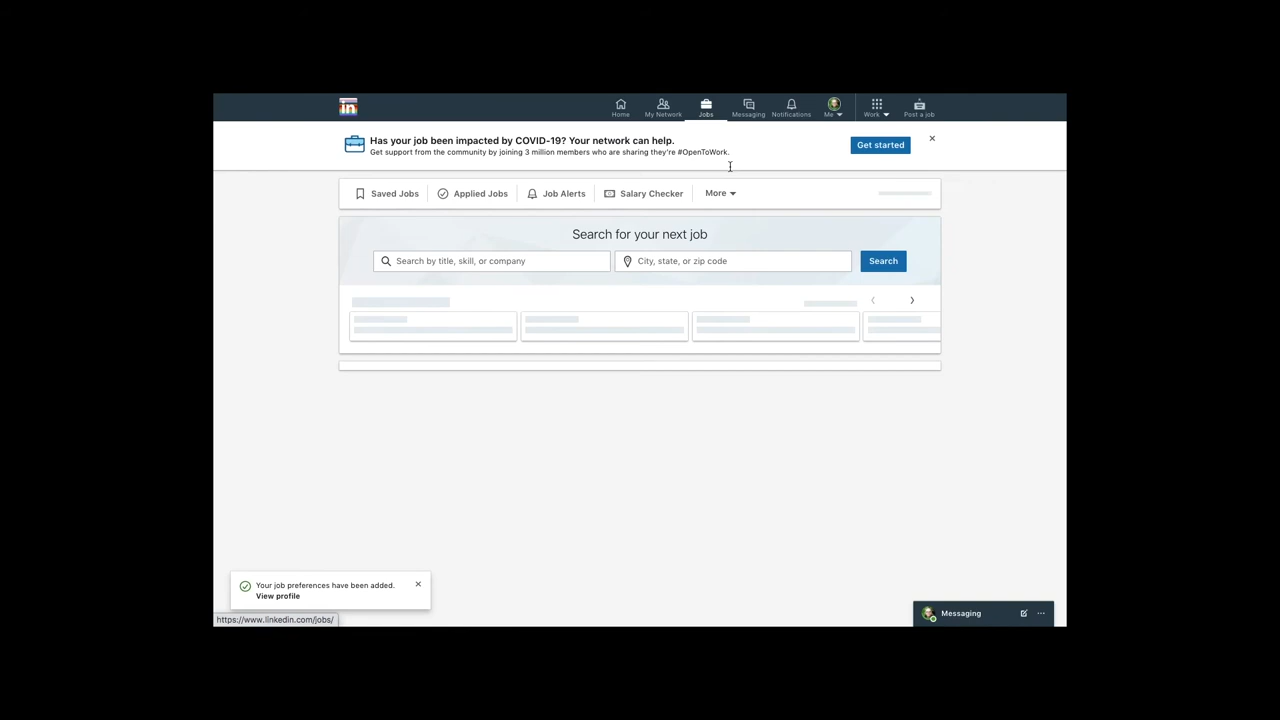 in
Home
My Network
Jobs
Messaging
Notifications
Me
Work
Post a job
Has your job been impacted by COVID-19? Your network can help.
Get support from the community by joining 3 million members who are sharing they're #OpenToWork.
Get started
Saved Jobs
Applied Jobs
Job Alerts
Salary Checker
More
Search for your next job
Search by title, skill, or company
City, state, or zip code
Search
Your job preferences have been added.
View profile
https://www.linkedin.com/jobs/
Messaging